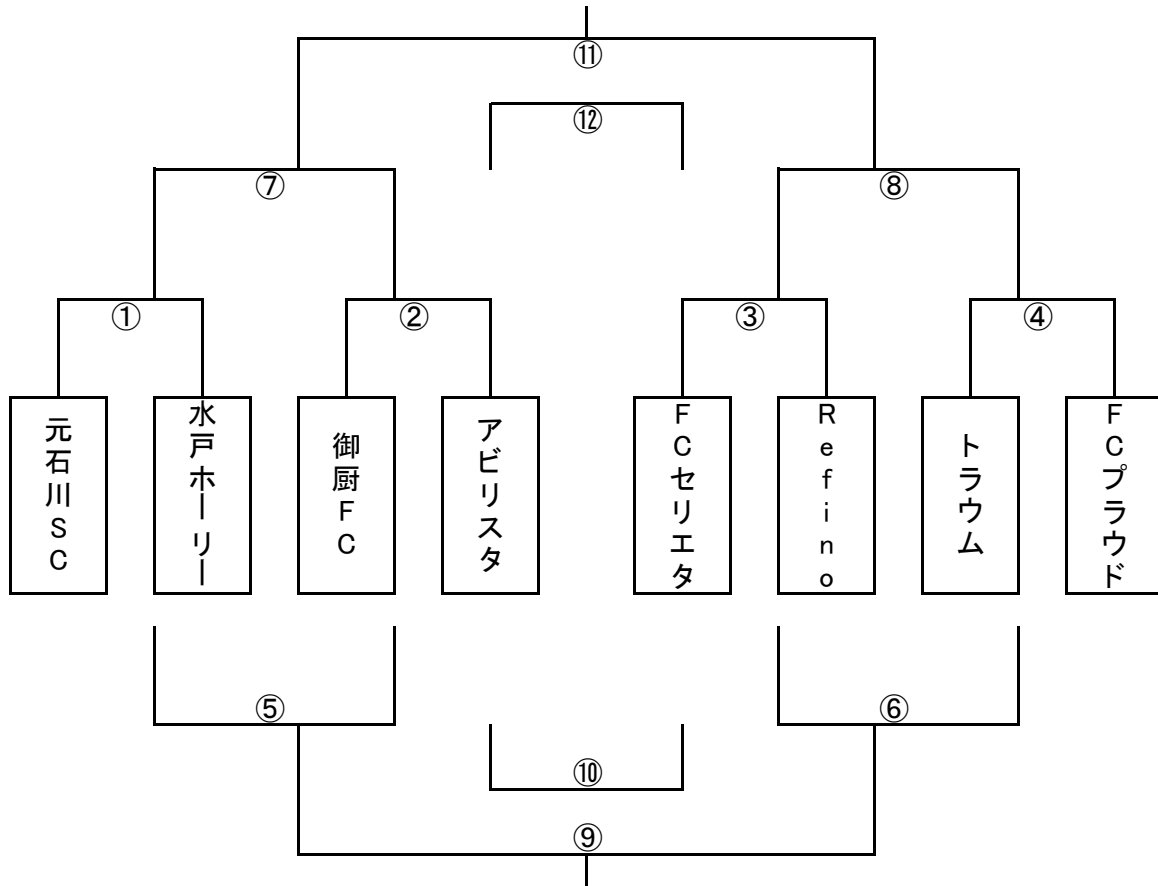 ⑪
⑫
⑦
⑧
①
②
③
④
元石川SC
水戸ホーリー
御厨FC
アビリスタ
FCセリエタ
Refino
トラウム
FCプラウド
⑤
⑥
⑩
⑨